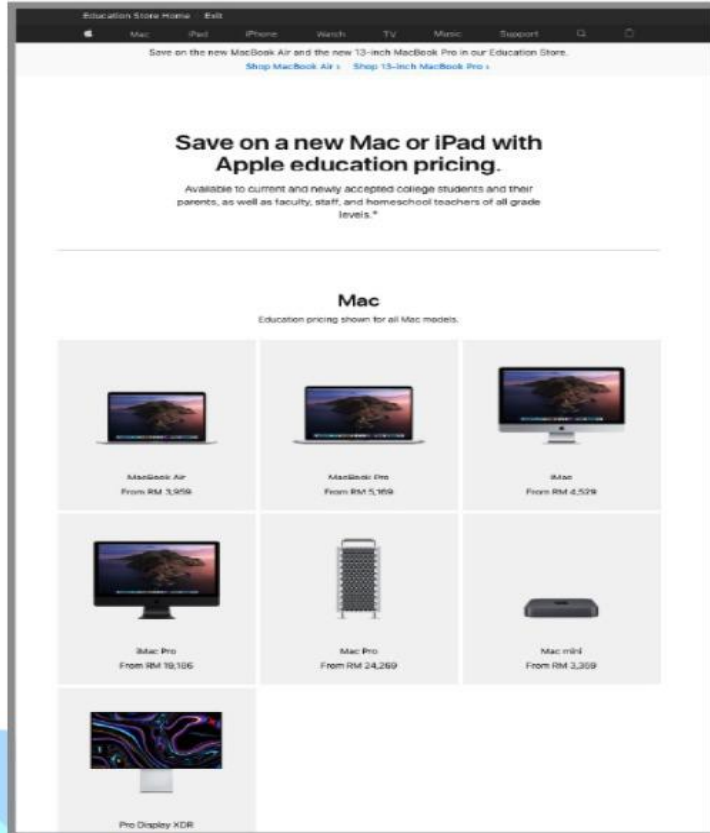 Education Store Home Exit
Mac iPad iPhone Watch TV Music Support
Save on the new MacBook Air and the new 13-inch MacBook Pro in our Education Store.
Shop MacBook Air > Shop 13-inch MacBook Pro >
Save on a new Mac or iPad with
Apple education pricing.
Available to current and newly accepted college students and their
parents, as well as faculty, staff, and homeschool teachers of all grade
levels.*
Mac
Education pricing shown for all Mac models.
MacBook Air
From RM 3,959
MacBook Pro
From RM 5,169
iMac
From RM 4,529
iMac Pro
From RM
Mac Pro
From RM 24,269
Mac mini
From RM
Pro Display XDR